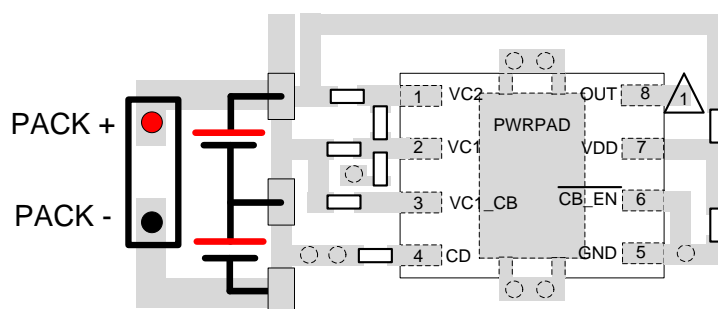 PACK +
PACK -
1 VC2
2 VC1
3 VC1_CB
4 CD
PWRPAD
OUT 8
VDD 7
CB_EN 6
GND 5
1